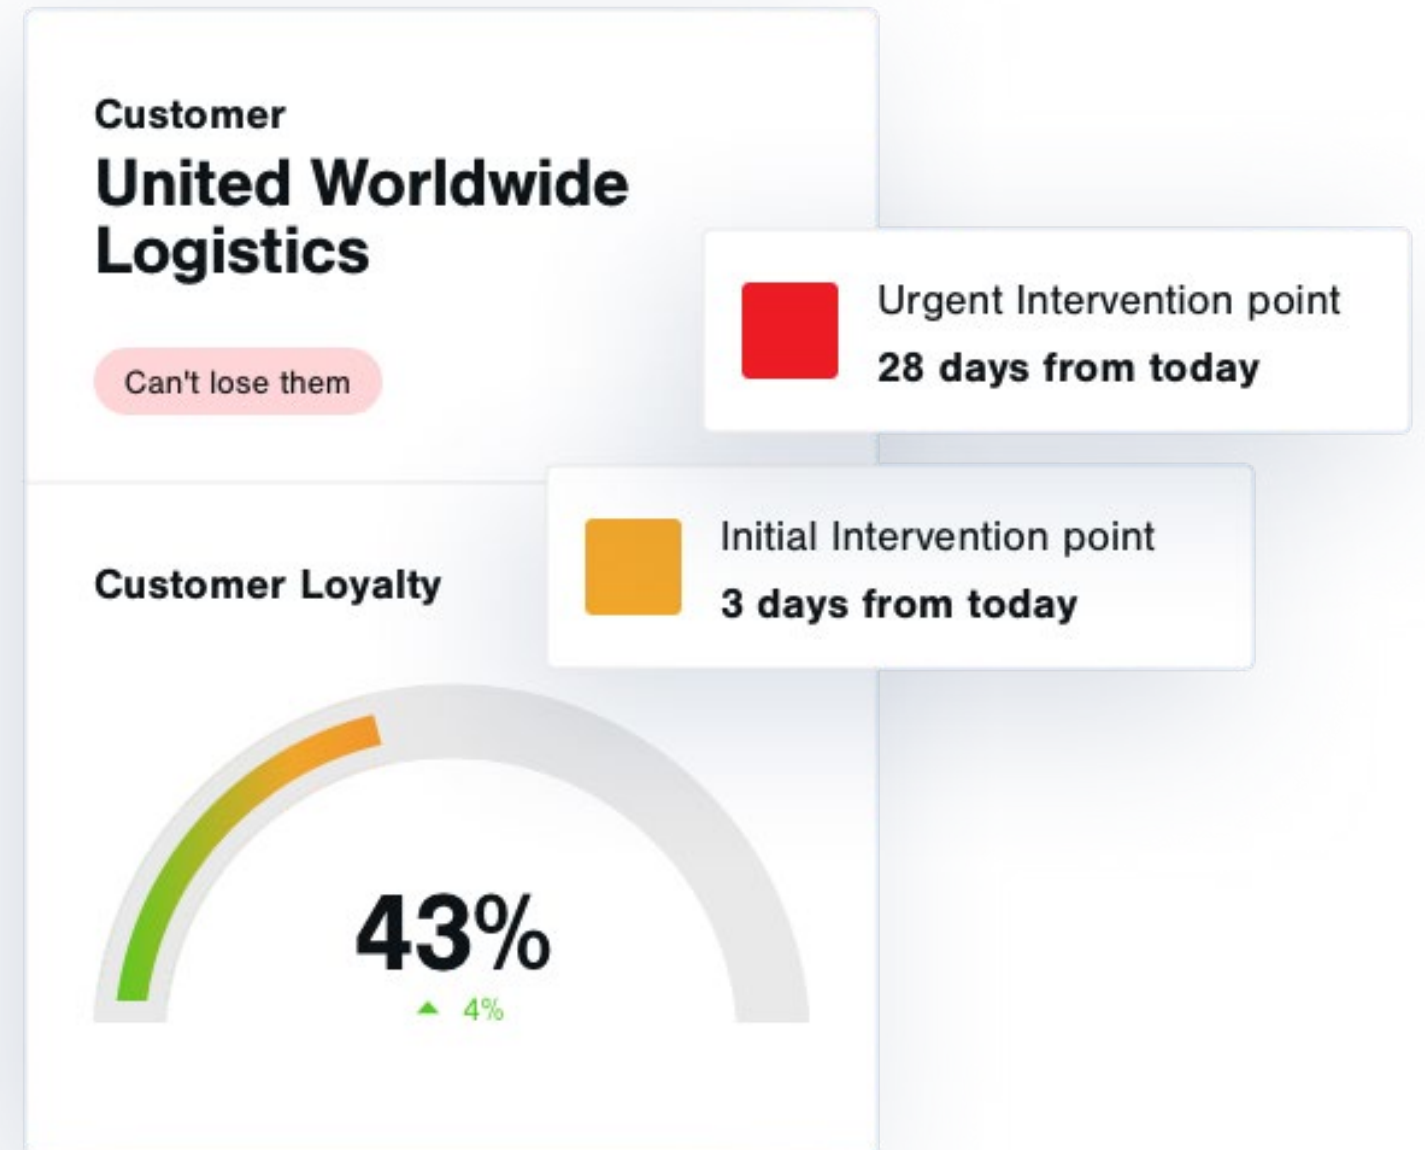 Customer
United Worldwide
Logistics
Can't lose them
Urgent Intervention point
28 days from today
Initial Intervention point
3 days from today
Customer Loyalty
43%
4%